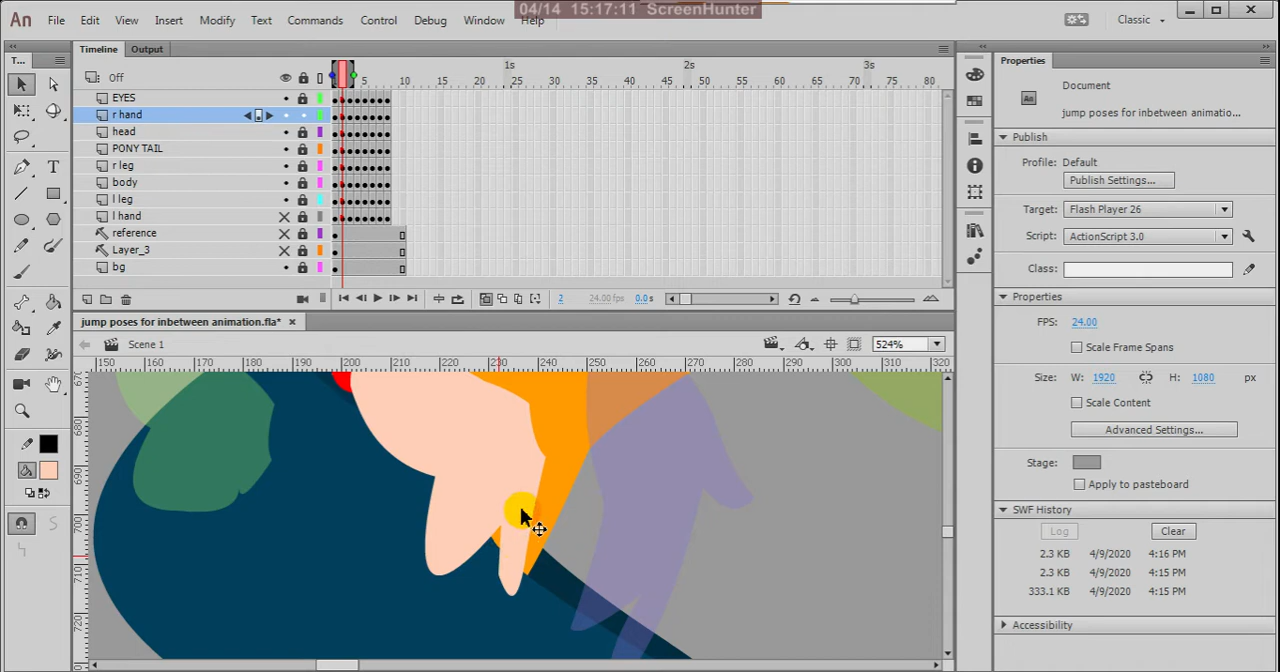 04/14 15:17:11 ScreenHunter
An File Edit View Insert Modify Text Commands Control Debug Window Help Classic
T... Timeline Output
Off 5 10 15 20 25 30 35 40 45 50 55 60 65 70 75 80
1s 2s 3s
EYES
r hand
head
PONY TAIL
r leg
body
l leg
l hand
reference
Layer_3
bg
2 24.00 fps 0.0 s
jump poses for inbetween animation.fla*
Scene 1 524%
150 160 170 180 190 200 210 220 230 240 250 260 270 280 290 300 310 320
680
690
700
710
720
Properties
Document
An jump poses for inbetween animatio...
Publish
Profile: Default
Publish Settings...
Target: Flash Player 26
Script: ActionScript 3.0
Class:
Properties
FPS: 24.00
Scale Frame Spans
Size: W: 1920 H: 1080 px
Scale Content
Advanced Settings...
Stage:
Apply to pasteboard
SWF History
Log Clear
2.3 KB 4/9/2020 4:16 PM
2.3 KB 4/9/2020 4:15 PM
333.1 KB 4/9/2020 4:15 PM
Accessibility